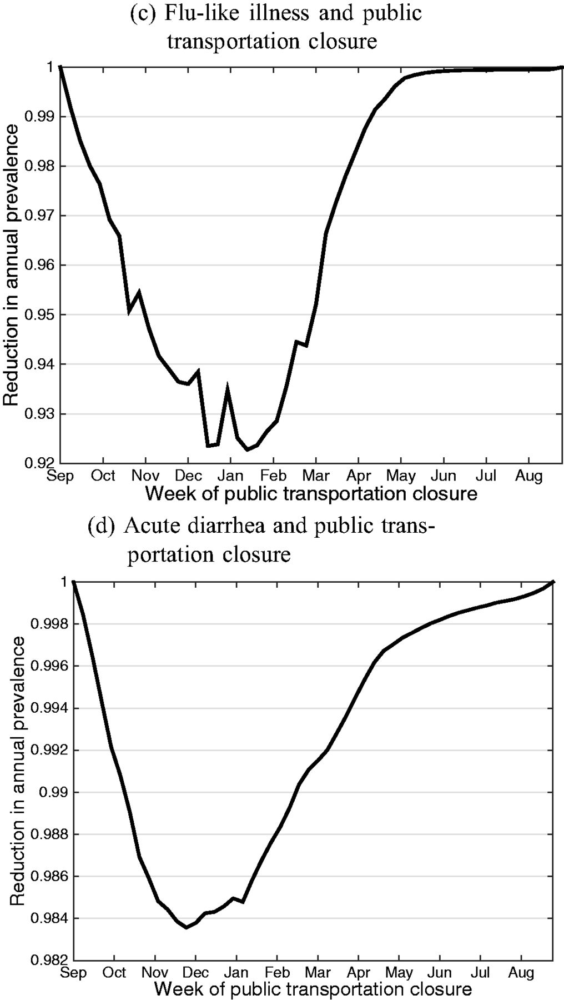 (c) Flu-like illness and public
transportation closure
Reduction in annual prevalence
1
0.99
0.98
0.97
0.96
0.95
0.94
0.93
0.92
Sep Oct Nov Dec Jan Feb Mar Apr May Jun Jul Aug
Week of public transportation closure
(d) Acute diarrhea and public trans-
portation closure
Reduction in annual prevalence
1
0.998
0.996
0.994
0.992
0.99
0.988
0.986
0.984
0.982
Sep Oct Nov Dec Jan Feb Mar Apr May Jun Jul Aug
Week of public transportation closure